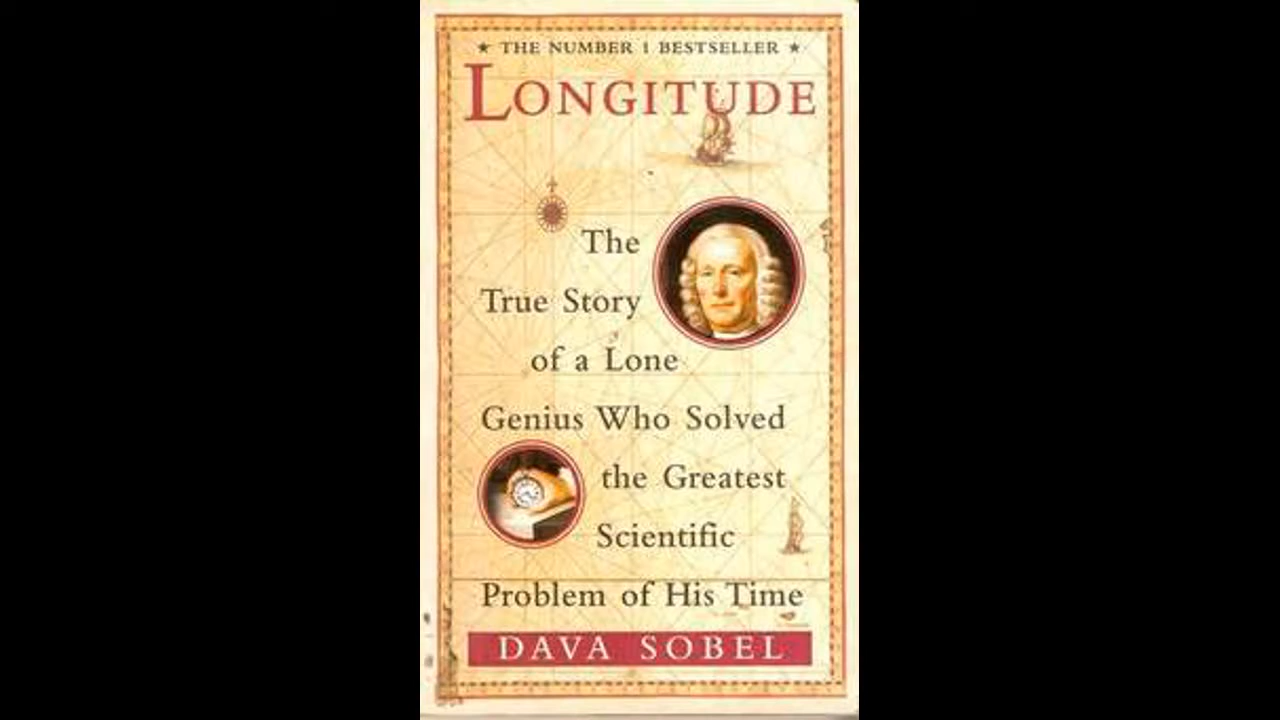 ★ THE NUMBER 1 BESTSELLER ★
LONGITUDE
The
True Story
of a Lone
Genius Who Solved
the Greatest
Scientific
Problem of His Time
DAVA SOBEL